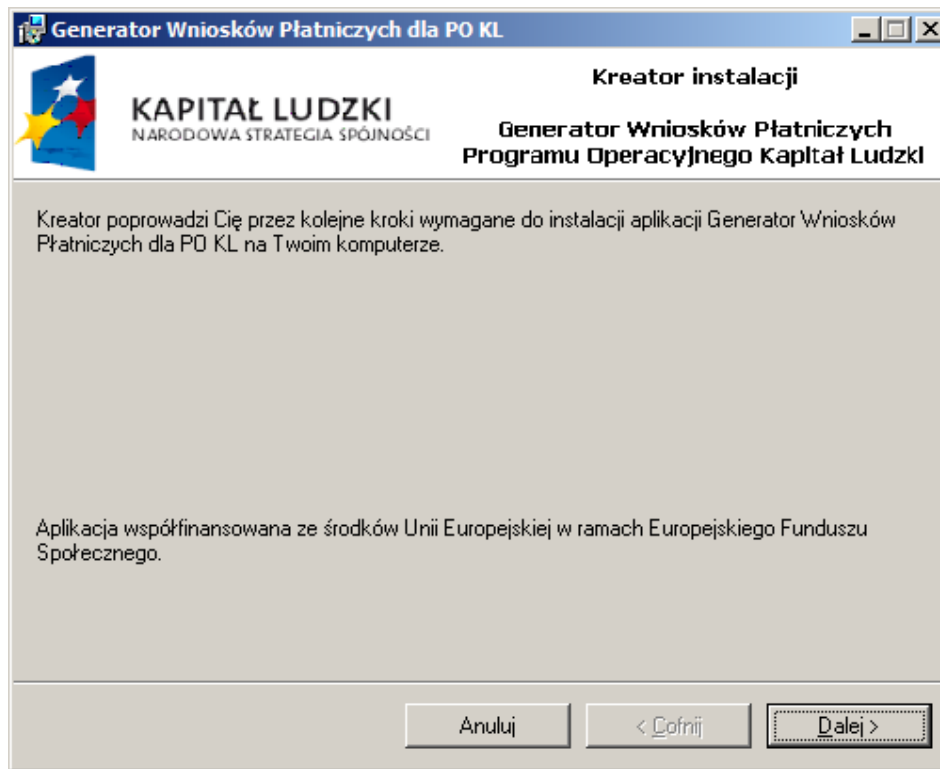 Generator Wniosków Płatniczych dla PO KL
KAPITAŁ LUDZKI
NARODOWA STRATEGIA SPÓJNOŚCI
Kreator instalacji
Generator Wniosków Płatniczych
Programu Operacyjnego Kapitał Ludzki
Kreator poprowadzi Cię przez kolejne kroki wymagane do instalacji aplikacji Generator Wniosków
Płatniczych dla PO KL na Twoim komputerze.
Aplikacja współfinansowana ze środków Unii Europejskiej w ramach Europejskiego Funduszu
Społecznego.
Anuluj
< Cofnij
Dalej >